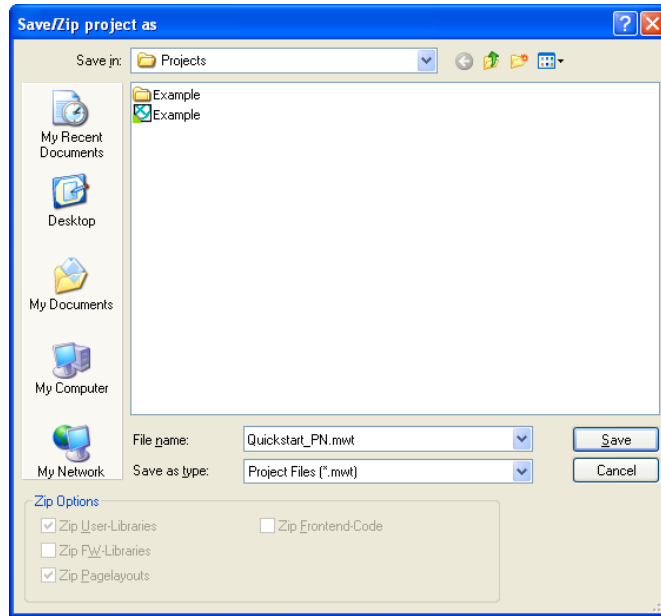 Save/Zip project as
Save in:
Projects
Example
Example
My Recent
Documents
Desktop
My Documents
My Computer
My Network
File name:
Quickstart_PN.mwt
Save
Save as type:
Project Files (*.mwt)
Cancel
Zip Options
Zip User-Libraries
Zip Frontend-Code
Zip FW-Libraries
Zip Pagelayouts